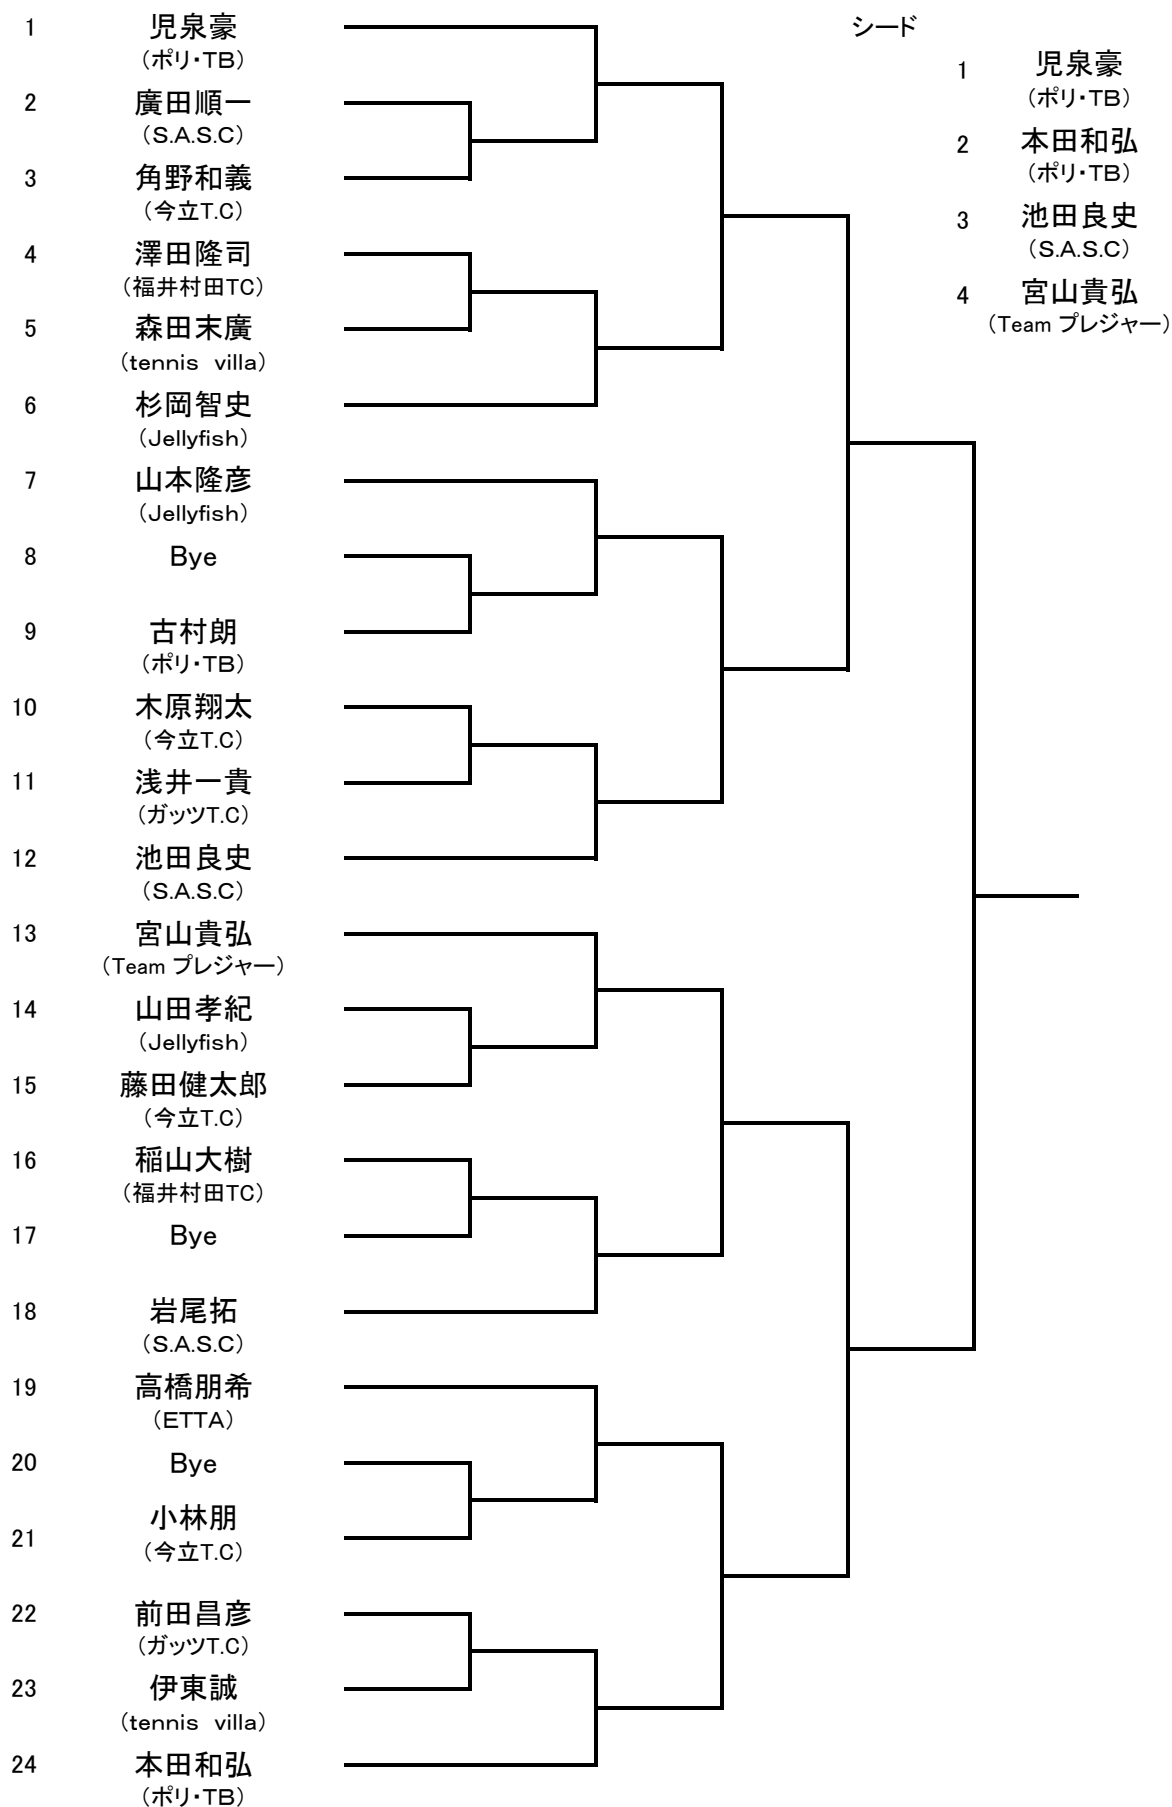 1 児泉豪
(ポリ・TB)
2 廣田順一
(S.A.S.C)
3 角野和義
(今立T.C)
4 澤田隆司
(福井村田TC)
5 森田末廣
(tennis villa)
6 杉岡智史
(Jellyfish)
7 山本隆彦
(Jellyfish)
8 Bye
9 古村朗
(ポリ・TB)
10 木原翔太
(今立T.C)
11 浅井一貴
(ガッツT.C)
12 池田良史
(S.A.S.C)
13 宮山貴弘
(Team プレジャー)
14 山田孝紀
(Jellyfish)
15 藤田健太郎
(今立T.C)
16 稲山大樹
(福井村田TC)
17 Bye
18 岩尾拓
(S.A.S.C)
19 高橋朋希
(ETTA)
20 Bye
21 小林朋
(今立T.C)
22 前田昌彦
(ガッツT.C)
23 伊東誠
(tennis villa)
24 本田和弘
(ポリ・TB)
シード
1 児泉豪
(ポリ・TB)
2 本田和弘
(ポリ・TB)
3 池田良史
(S.A.S.C)
4 宮山貴弘
(Team プレジャー)